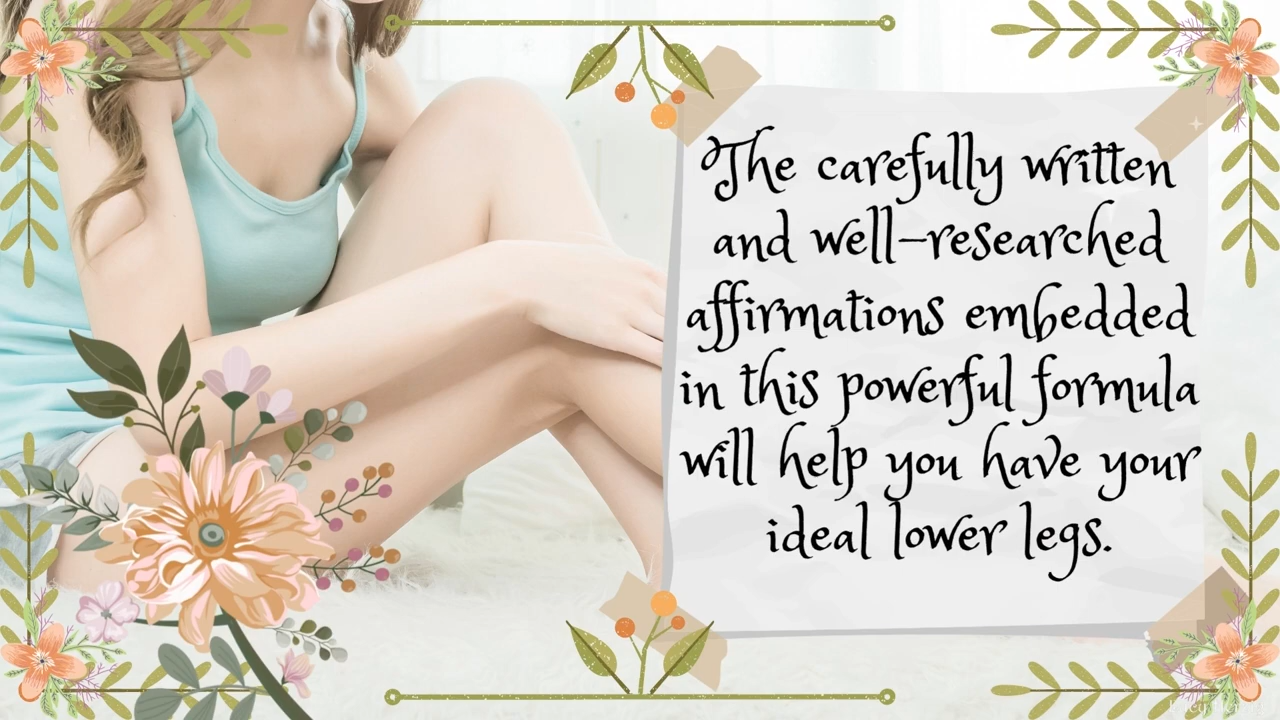 The carefully written
and well-researched
affirmations embedded
in this powerful formula
will help you have your
ideal lower legs.